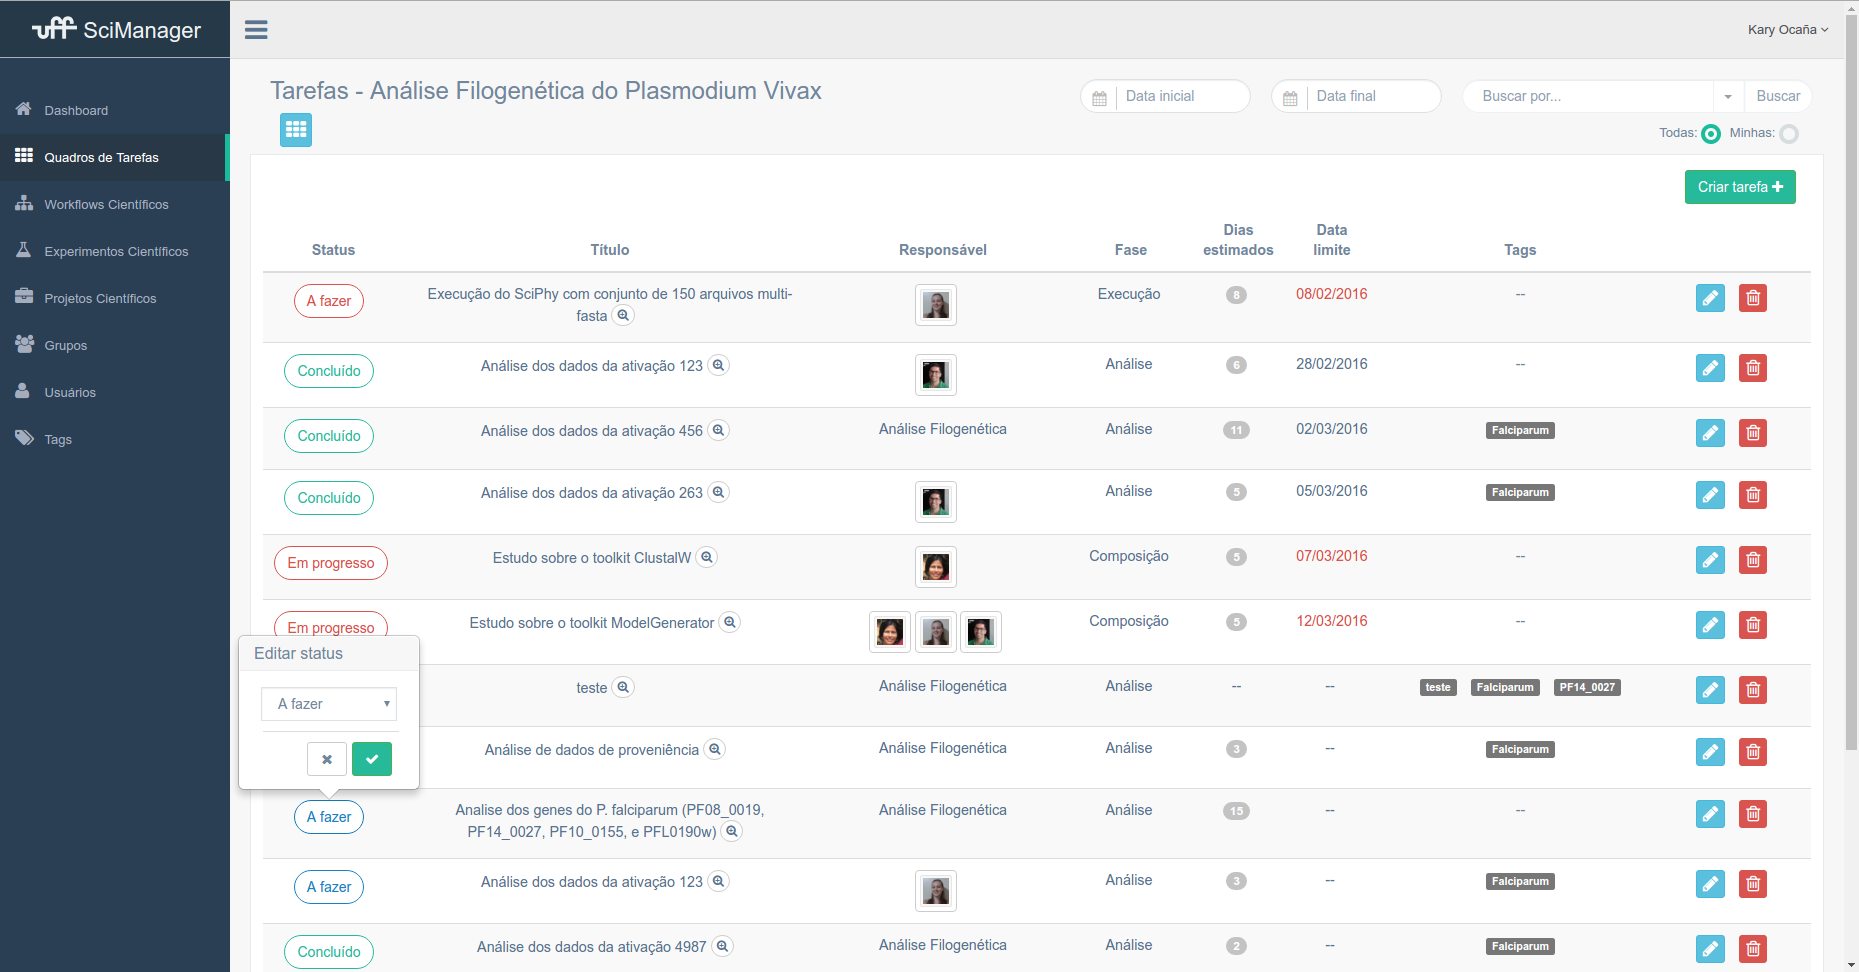 uff SciManager
Kary Ocaña
Dashboard
Quadros de Tarefas
Workflows Científicos
Experimentos Científicos
Projetos Científicos
Grupos
Usuários
Tags
Tarefas - Análise Filogenética do Plasmodium Vivax
Data inicial
Data final
Buscar por...
Buscar
Todas:
Minhas:
Criar tarefa
Status Título Responsável Fase Dias estimados Data limite Tags
A fazer Execução do SciPhy com conjunto de 150 arquivos multi-
fasta Execução 8 08/02/2016 --
Concluído Análise dos dados da ativação 123 Análise 6 28/02/2016 --
Concluído Análise dos dados da ativação 456 Análise Filogenética Análise 11 02/03/2016 Falciparum
Concluído Análise dos dados da ativação 263 Análise 5 05/03/2016 Falciparum
Em progresso Estudo sobre o toolkit ClustalW Composição 5 07/03/2016 --
Em progresso Estudo sobre o toolkit ModelGenerator Composição 5 12/03/2016 --
Editar status
A fazer
teste Análise Filogenética Análise -- -- teste Falciparum PF14_0027
Análise de dados de proveniência Análise Filogenética Análise 3 -- Falciparum
A fazer Analise dos genes do P. falciparum (PF08_0019,
PF14_0027, PF10_0155, e PFL0190w) Análise Filogenética Análise 15 -- --
A fazer Análise dos dados da ativação 123 Análise 3 -- Falciparum
Concluído Análise dos dados da ativação 4987 Análise Filogenética Análise 2 -- Falciparum